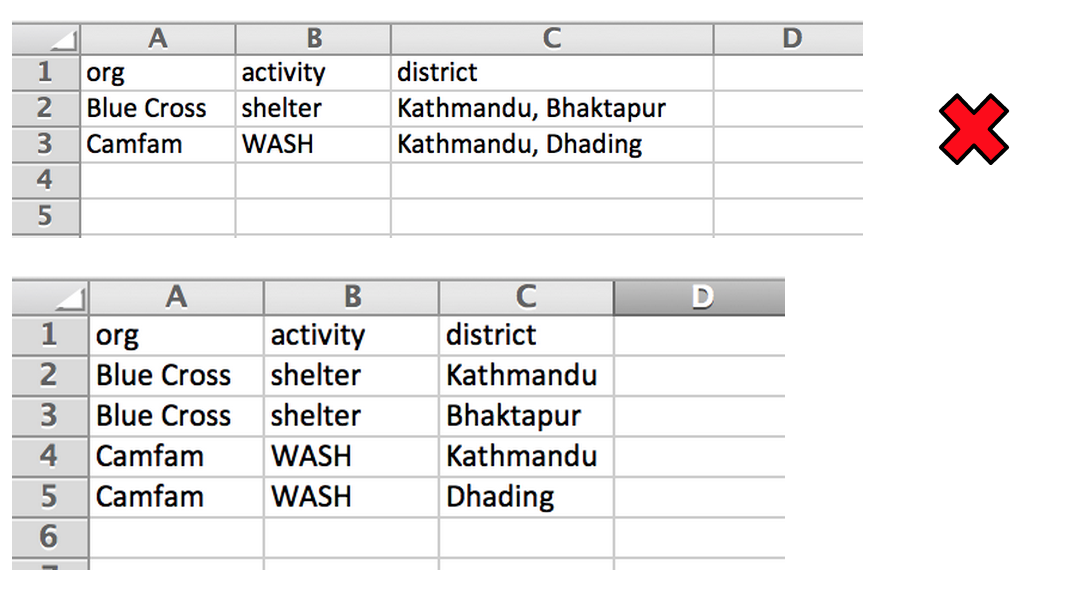 A B C D
1 org activity district
2 Blue Cross shelter Kathmandu, Bhaktapur
3 Camfam WASH Kathmandu, Dhading
4
5
A B C D
1 org activity district
2 Blue Cross shelter Kathmandu
3 Blue Cross shelter Bhaktapur
4 Camfam WASH Kathmandu
5 Camfam WASH Dhading
6